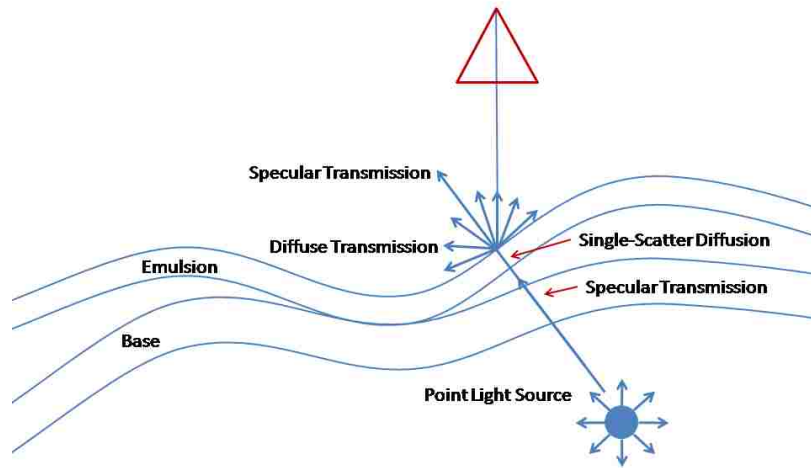 Specular Transmission
Diffuse Transmission
Single-Scatter Diffusion
Emulsion
Specular Transmission
Base
Point Light Source